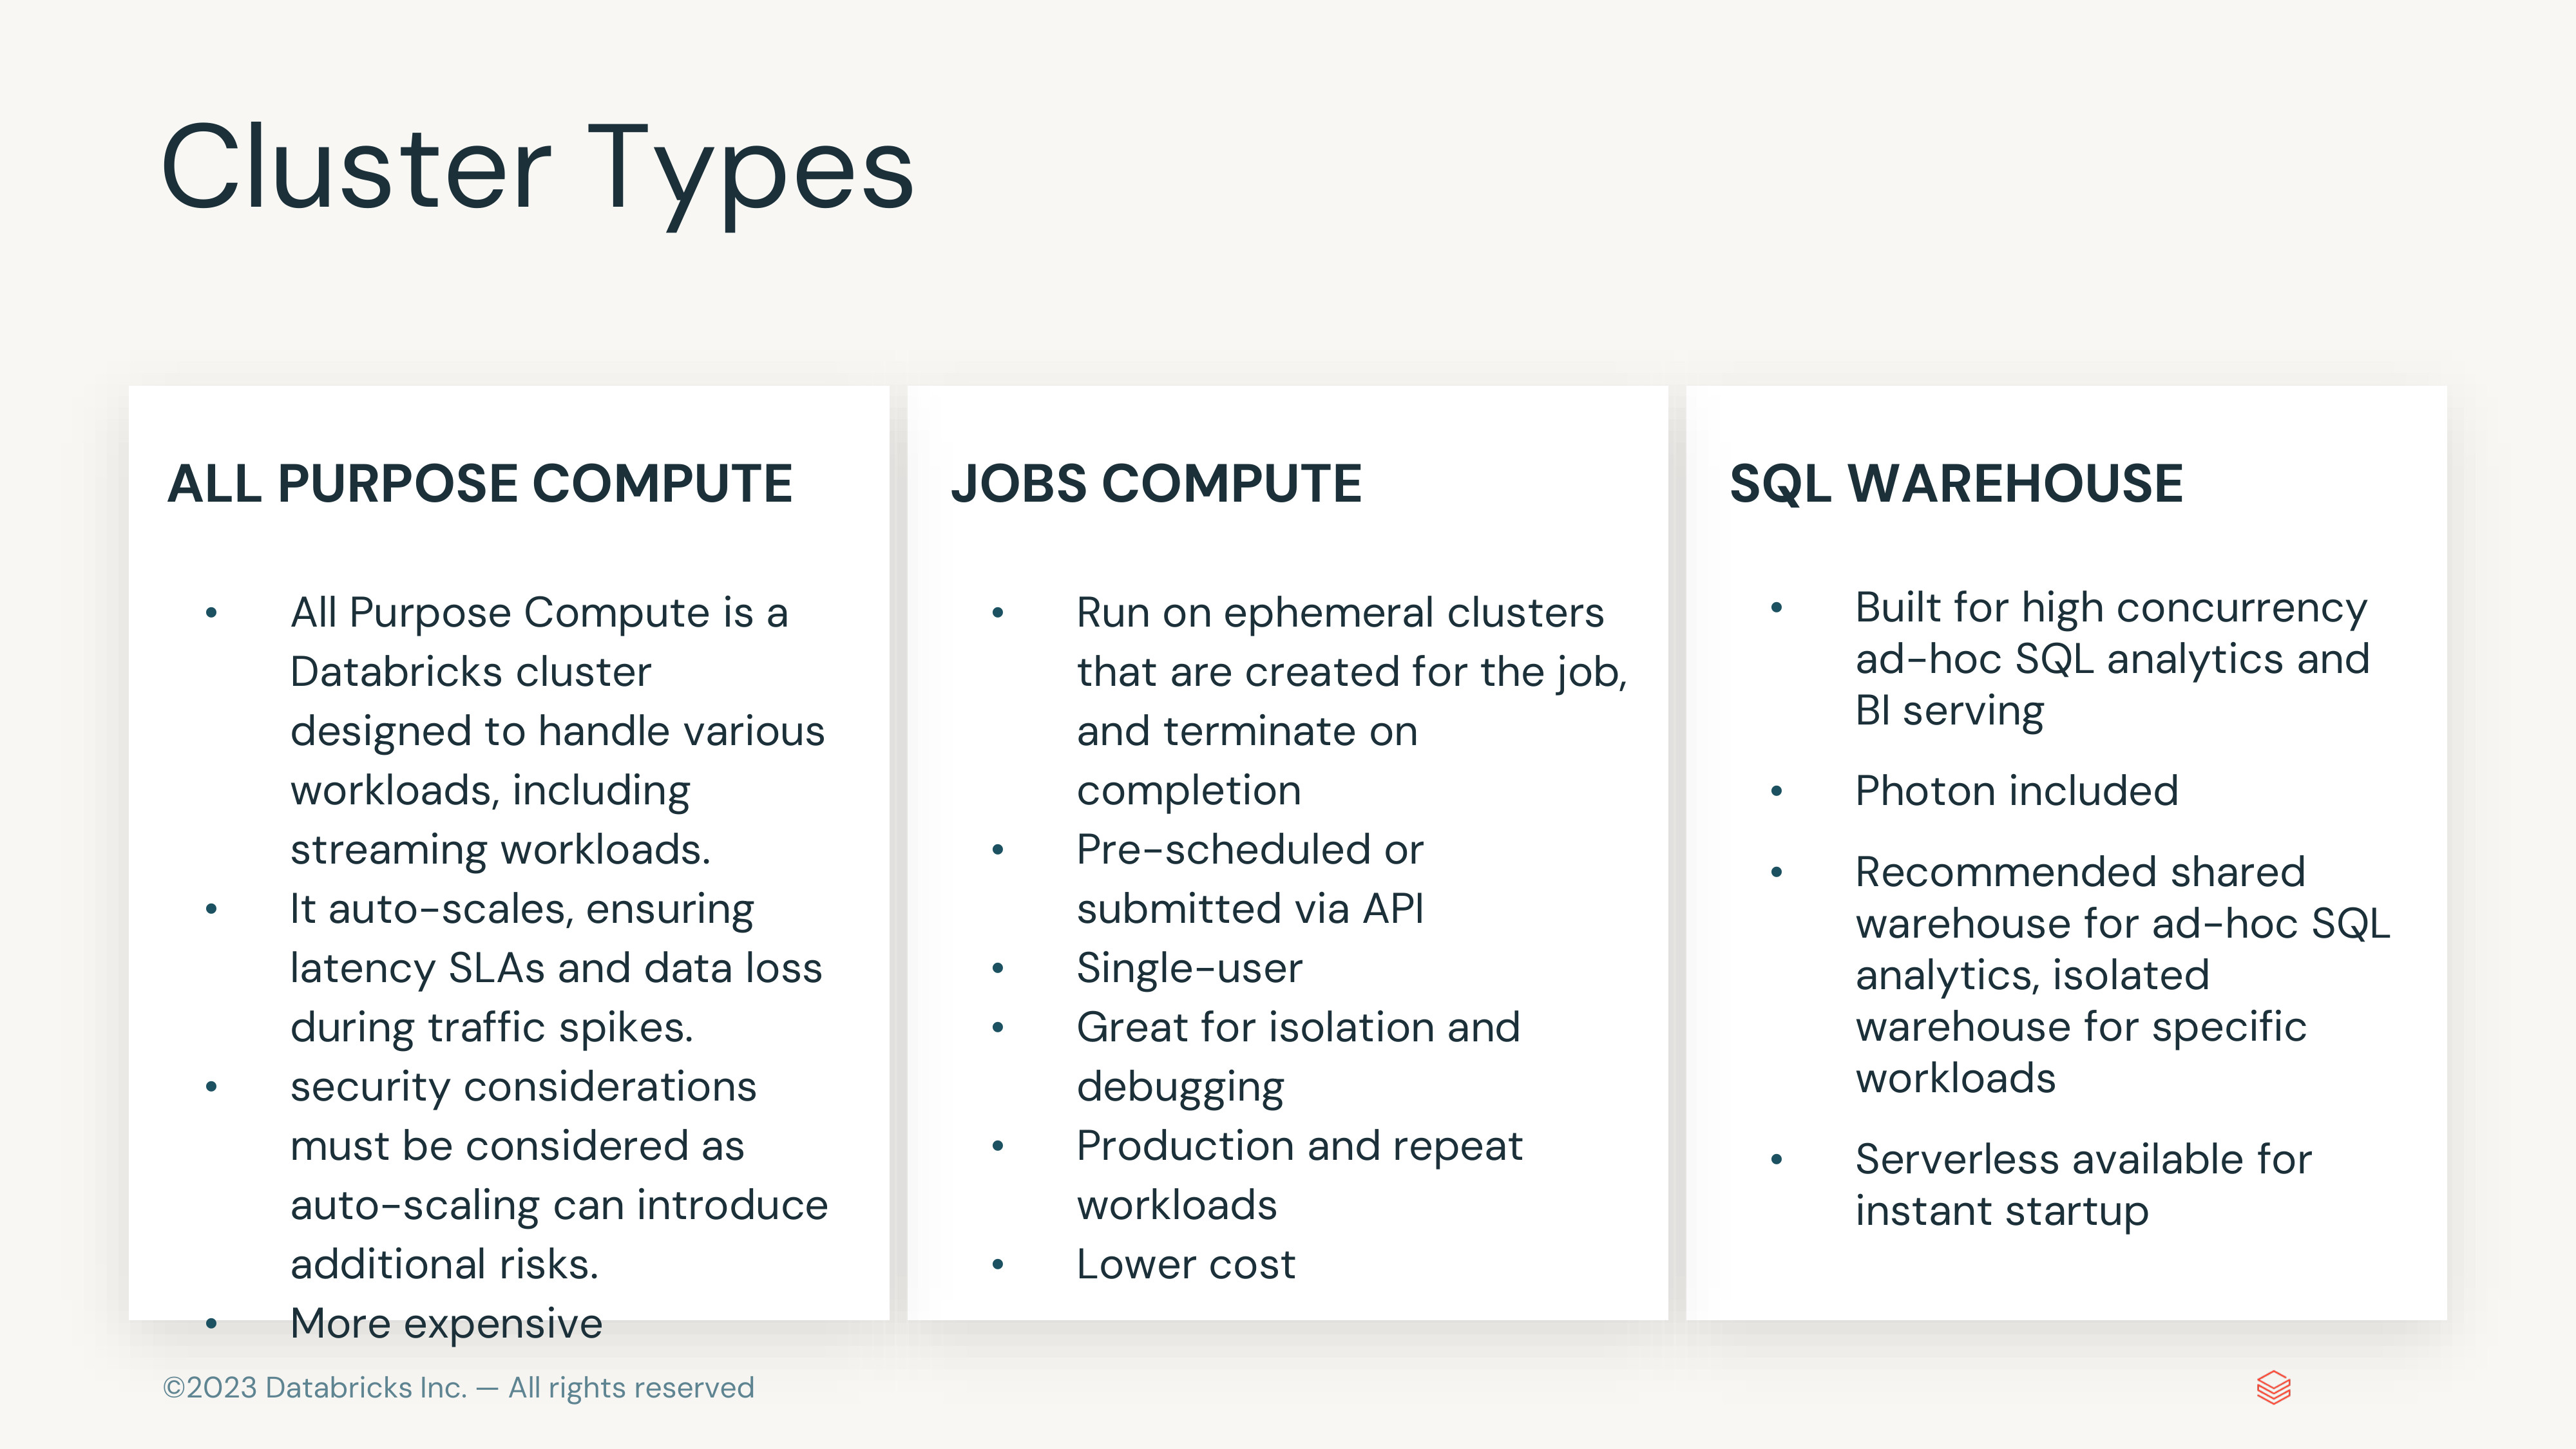 Cluster Types
ALL PURPOSE COMPUTE
• All Purpose Compute is a
Databricks cluster
designed to handle various
workloads, including
streaming workloads.
• It auto-scales, ensuring
latency SLAs and data loss
during traffic spikes.
• security considerations
must be considered as
auto-scaling can introduce
additional risks.
• More expensive
JOBS COMPUTE
• Run on ephemeral clusters
that are created for the job,
and terminate on
completion
• Pre-scheduled or
submitted via API
• Single-user
• Great for isolation and
debugging
• Production and repeat
workloads
• Lower cost
SQL WAREHOUSE
• Built for high concurrency
ad-hoc SQL analytics and
BI serving
• Photon included
• Recommended shared
warehouse for ad-hoc SQL
analytics, isolated
warehouse for specific
workloads
• Serverless available for
instant startup
©2023 Databricks Inc. — All rights reserved